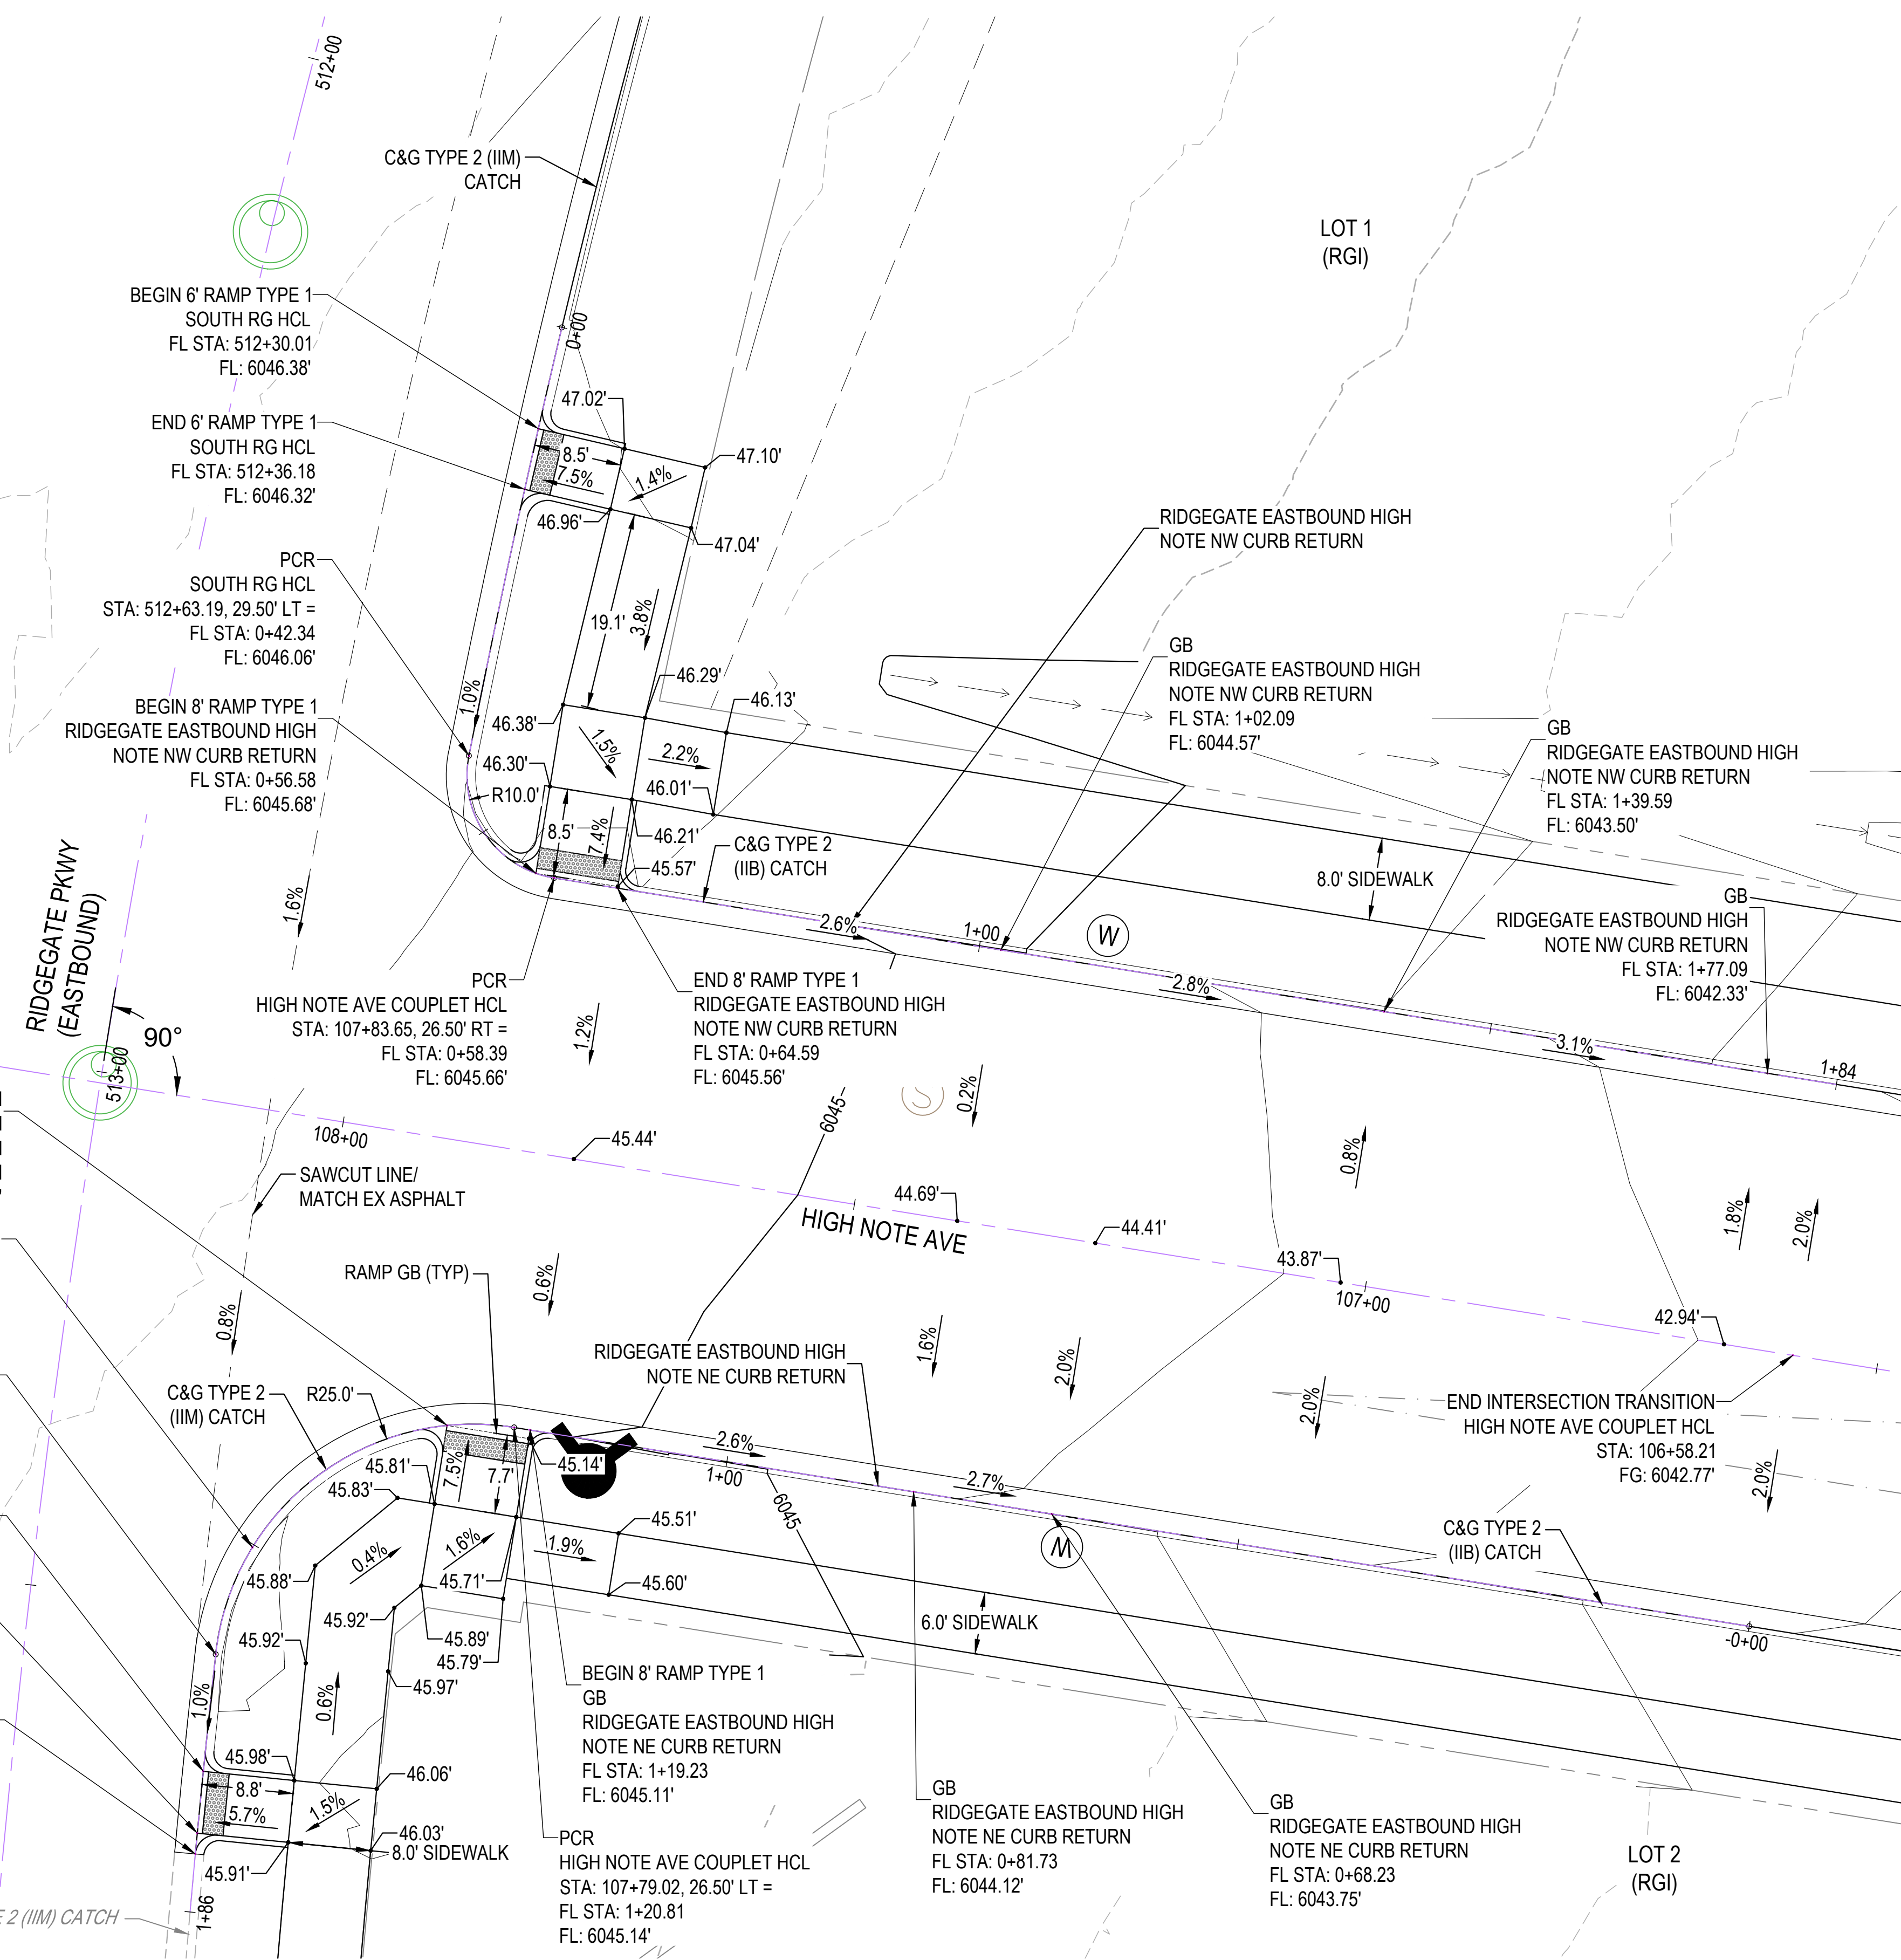 512+00
C&G TYPE 2 (IIM)
CATCH
LOT 1
(RGI)
BEGIN 6' RAMP TYPE 1
SOUTH RG HCL
FL STA: 512+30.01
FL: 6046.38'
0+00
47.02'
END 6' RAMP TYPE 1
SOUTH RG HCL
FL STA: 512+36.18
FL: 6046.32'
8.5'
7.5%
1.4%
47.10'
46.96'
47.04'
RIDGEGATE EASTBOUND HIGH
NOTE NW CURB RETURN
PCR
SOUTH RG HCL
STA: 512+63.19, 29.50' LT =
FL STA: 0+42.34
FL: 6046.06'
19.1'
3.8%
1.0%
46.29'
46.13'
46.38'
GB
RIDGEGATE EASTBOUND HIGH
NOTE NW CURB RETURN
FL STA: 1+02.09
FL: 6044.57'
BEGIN 8' RAMP TYPE 1
RIDGEGATE EASTBOUND HIGH
NOTE NW CURB RETURN
FL STA: 0+56.58
FL: 6045.68'
1.5%
2.2%
46.30'
46.01'
R10.0'
GB
RIDGEGATE EASTBOUND HIGH
NOTE NW CURB RETURN
FL STA: 1+39.59
FL: 6043.50'
8.5'
7.4%
46.21'
45.57'
C&G TYPE 2
(IIB) CATCH
8.0' SIDEWALK
1.6%
RIDGEGATE PKWY
(EASTBOUND)
2.6%
1+00
W
GB
RIDGEGATE EASTBOUND HIGH
NOTE NW CURB RETURN
FL STA: 1+77.09
FL: 6042.33'
2.8%
PCR
HIGH NOTE AVE COUPLET HCL
STA: 107+83.65, 26.50' RT =
FL STA: 0+58.39
FL: 6045.66'
END 8' RAMP TYPE 1
RIDGEGATE EASTBOUND HIGH
NOTE NW CURB RETURN
FL STA: 0+64.59
FL: 6045.56'
90°
1.2%
513+00
3.1%
1+84
S
0.2%
6045
108+00
45.44'
0.8%
SAWCUT LINE/
MATCH EX ASPHALT
44.69'
HIGH NOTE AVE
44.41'
1.8%
2.0%
43.87'
107+00
42.94'
RAMP GB (TYP)
0.6%
0.8%
1.6%
2.0%
RIDGEGATE EASTBOUND HIGH
NOTE NE CURB RETURN
C&G TYPE 2
(IIM) CATCH
R25.0'
2.0%
END INTERSECTION TRANSITION
HIGH NOTE AVE COUPLET HCL
STA: 106+58.21
FG: 6042.77'
2.0%
45.81'
7.5%
7.7'
45.14'
2.6%
1+00
2.7%
6045
45.83'
45.51'
C&G TYPE 2
(IIB) CATCH
0.4%
1.6%
1.9%
W
45.88'
45.71'
45.60'
45.92'
6.0' SIDEWALK
45.92'
45.89'
45.79'
45.97'
-0+00
1.0%
0.6%
BEGIN 8' RAMP TYPE 1
GB
RIDGEGATE EASTBOUND HIGH
NOTE NE CURB RETURN
FL STA: 1+19.23
FL: 6045.11'
45.98'
46.06'
8.8'
5.7%
1.5%
46.03'
8.0' SIDEWALK
45.91'
PCR
HIGH NOTE AVE COUPLET HCL
STA: 107+79.02, 26.50' LT =
FL STA: 1+20.81
FL: 6045.14'
GB
RIDGEGATE EASTBOUND HIGH
NOTE NE CURB RETURN
FL STA: 0+81.73
FL: 6044.12'
GB
RIDGEGATE EASTBOUND HIGH
NOTE NE CURB RETURN
FL STA: 0+68.23
FL: 6043.75'
LOT 2
(RGI)
1+86
2 (IIM) CATCH